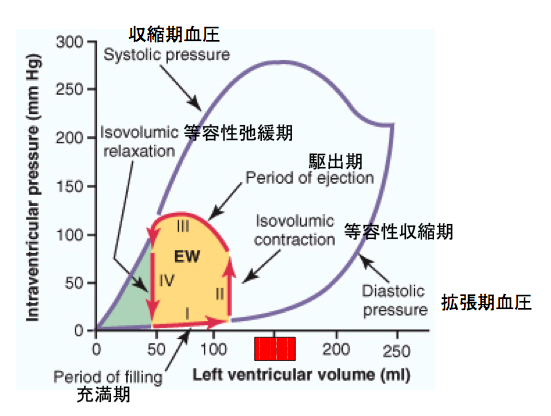 収縮期血圧
Systolic pressure
300
250
200
150
100
50
0
Intraventricular pressure (mm Hg)
Isovolumic 等容性弛緩期
relaxation
駆出期
Period of ejection
III
EW
IV
II
I
Isovolumic
contraction 等容性収縮期
Diastolic
pressure 拡張期血圧
0 50 100 200 250
Period of filling
充満期
Left ventricular volume (ml)